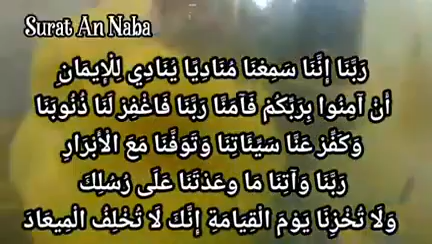 Surat An Naba
رَبَّنَا إِنَّنَا سَمِعْنَا مُنَادِيًا يُنَادِي لِلْإِيمَانِ
أَنْ آمِنُوا بِرَبِّكُمْ فَآمَنَّا رَبَّنَا فَاغْفِرْ لَنَا ذُنُوبَنَا
وَكَفِّرْ عَنَّا سَيِّئَاتِنَا وَتَوَفَّنَا مَعَ الْأَبْرَارِ
رَبَّنَا وَآتِنَا مَا وَعَدْتَنَا عَلَى رُسُلِكَ
وَلَا تُخْزِنَا يَوْمَ الْقِيَامَةِ إِنَّكَ لَا تُخْلِفُ الْمِيعَادَ